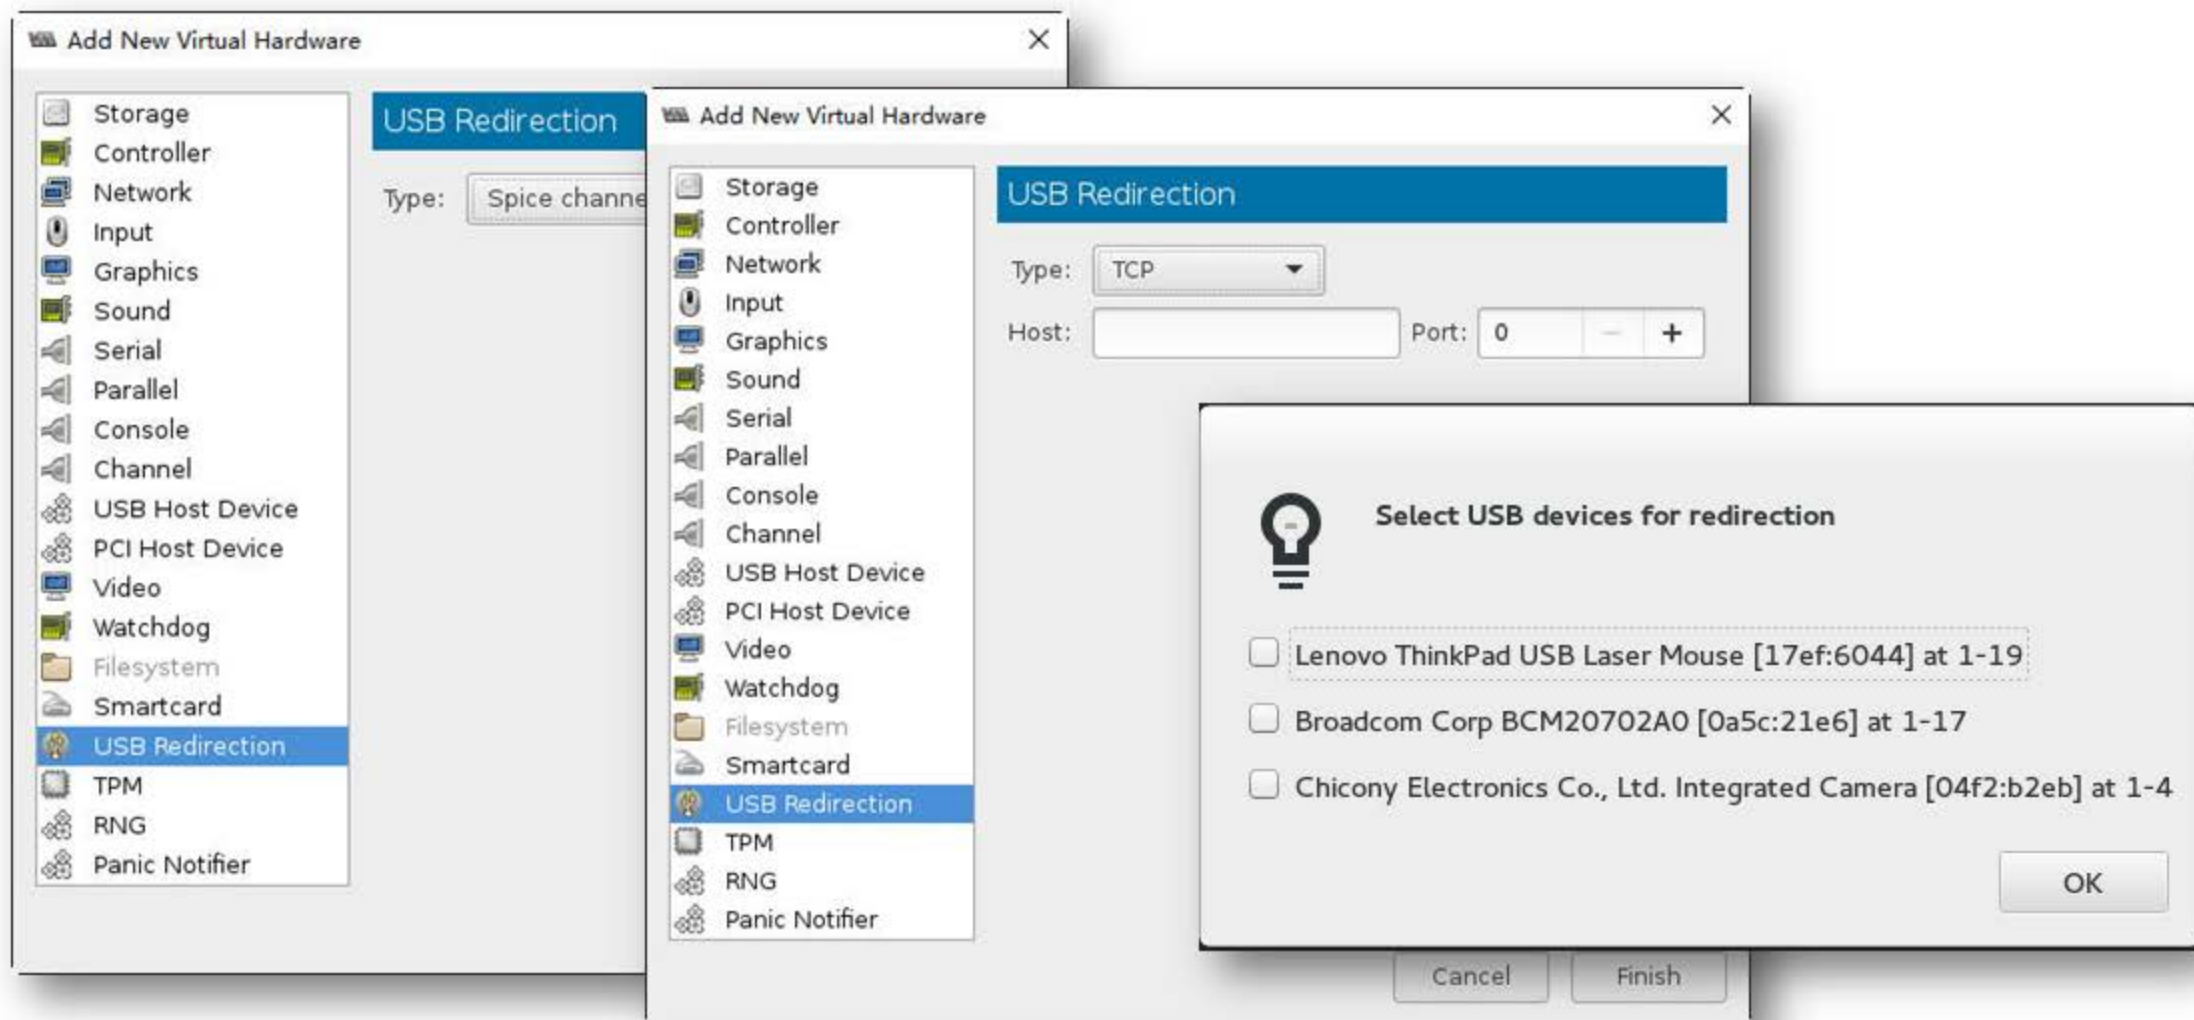 Add New Virtual Hardware
Storage
Controller
Network
Input
Graphics
Sound
Serial
Parallel
Console
Channel
USB Host Device
PCI Host Device
Video
Watchdog
Filesystem
Smartcard
USB Redirection
TPM
RNG
Panic Notifier
USB Redirection
Type: Spice channe
Add New Virtual Hardware
Storage
Controller
Network
Input
Graphics
Sound
Serial
Parallel
Console
Channel
USB Host Device
PCI Host Device
Video
Watchdog
Filesystem
Smartcard
USB Redirection
TPM
RNG
Panic Notifier
USB Redirection
Type: TCP
Host: Port: 0 − +
Select USB devices for redirection
Lenovo ThinkPad USB Laser Mouse [17ef:6044] at 1-19
Broadcom Corp BCM20702A0 [0a5c:21e6] at 1-17
Chicony Electronics Co., Ltd. Integrated Camera [04f2:b2eb] at 1-4
OK
Cancel Finish